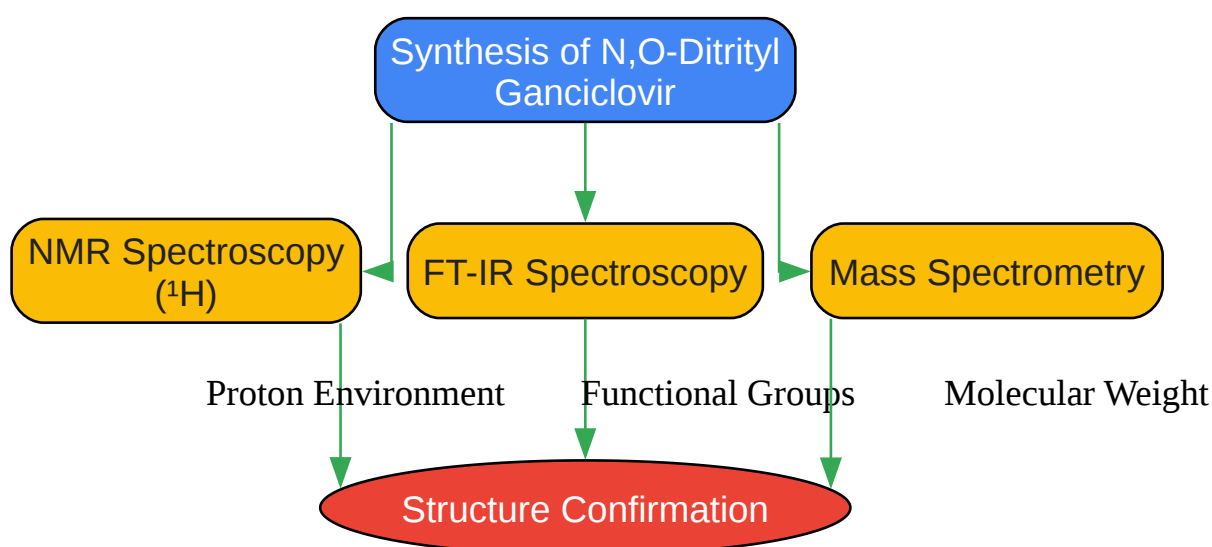 Synthesis of N,O-Ditrityl
Ganciclovir
NMR Spectroscopy
(¹H)
FT-IR Spectroscopy
Mass Spectrometry
Proton Environment
Functional Groups
Molecular Weight
Structure Confirmation